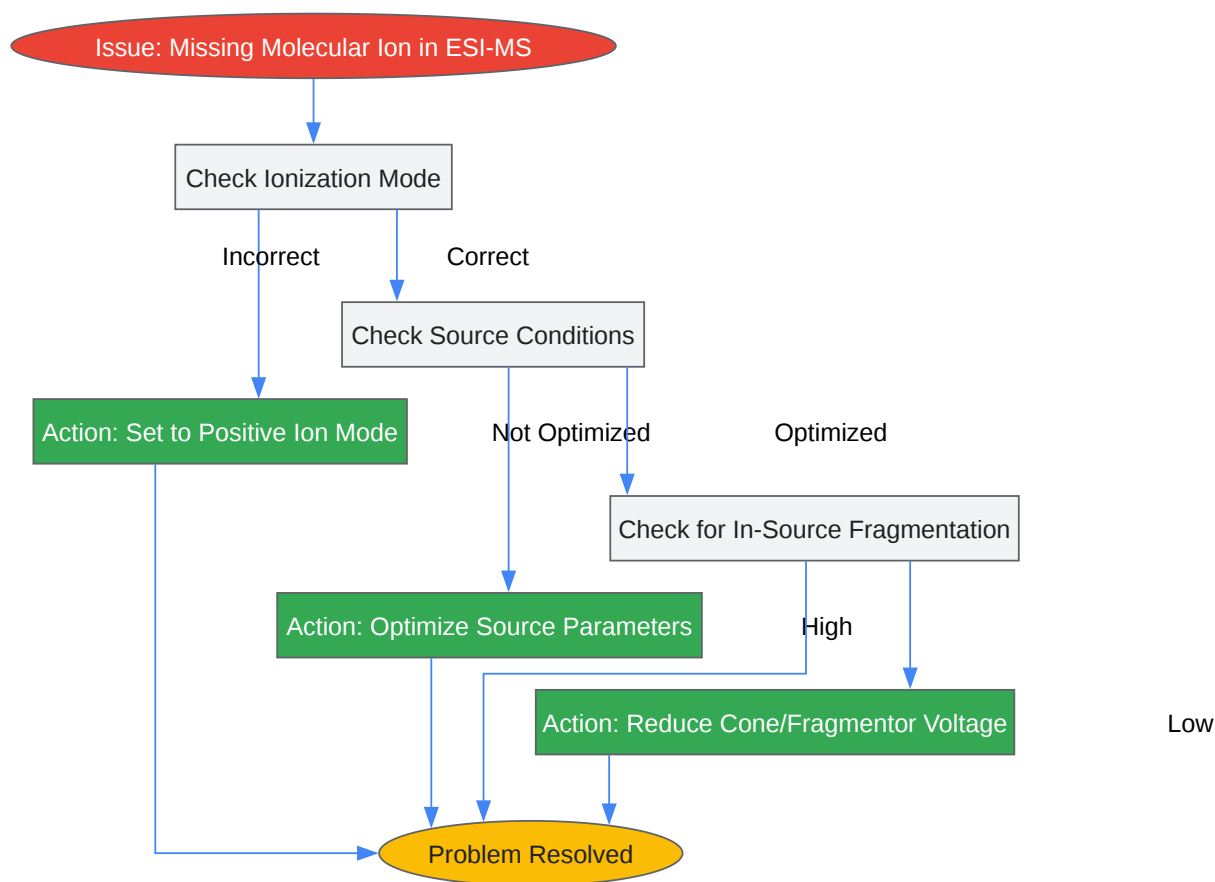 Issue: Missing Molecular Ion in ESI-MS
Check Ionization Mode
Incorrect
Correct
Check Source Conditions
Action: Set to Positive Ion Mode
Not Optimized
Optimized
Check for In-Source Fragmentation
Action: Optimize Source Parameters
High
Action: Reduce Cone/Fragmentor Voltage
Low
Problem Resolved